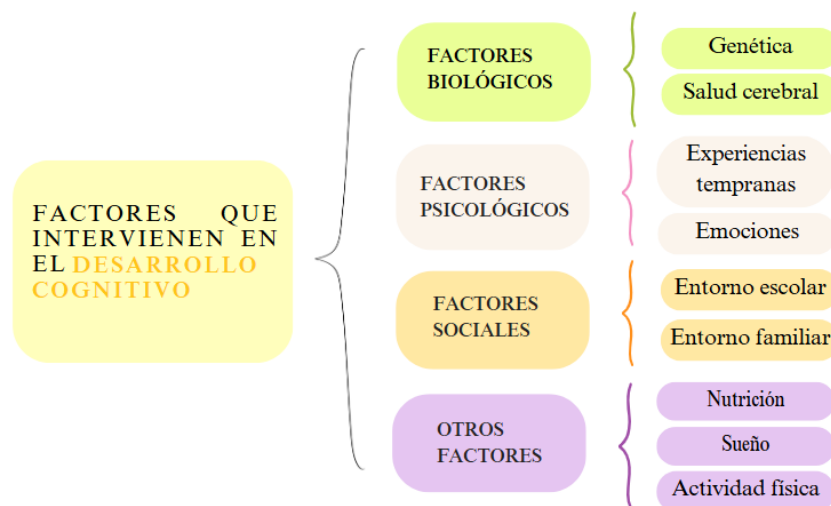 FACTORES QUE
INTERVIENEN EN
EL DESARROLLO
COGNITIVO
FACTORES
BIOLÓGICOS
Genética
Salud cerebral
FACTORES
PSICOLÓGICOS
Experiencias
tempranas
Emociones
FACTORES
SOCIALES
Entorno escolar
Entorno familiar
OTROS
FACTORES
Nutrición
Sueño
Actividad física